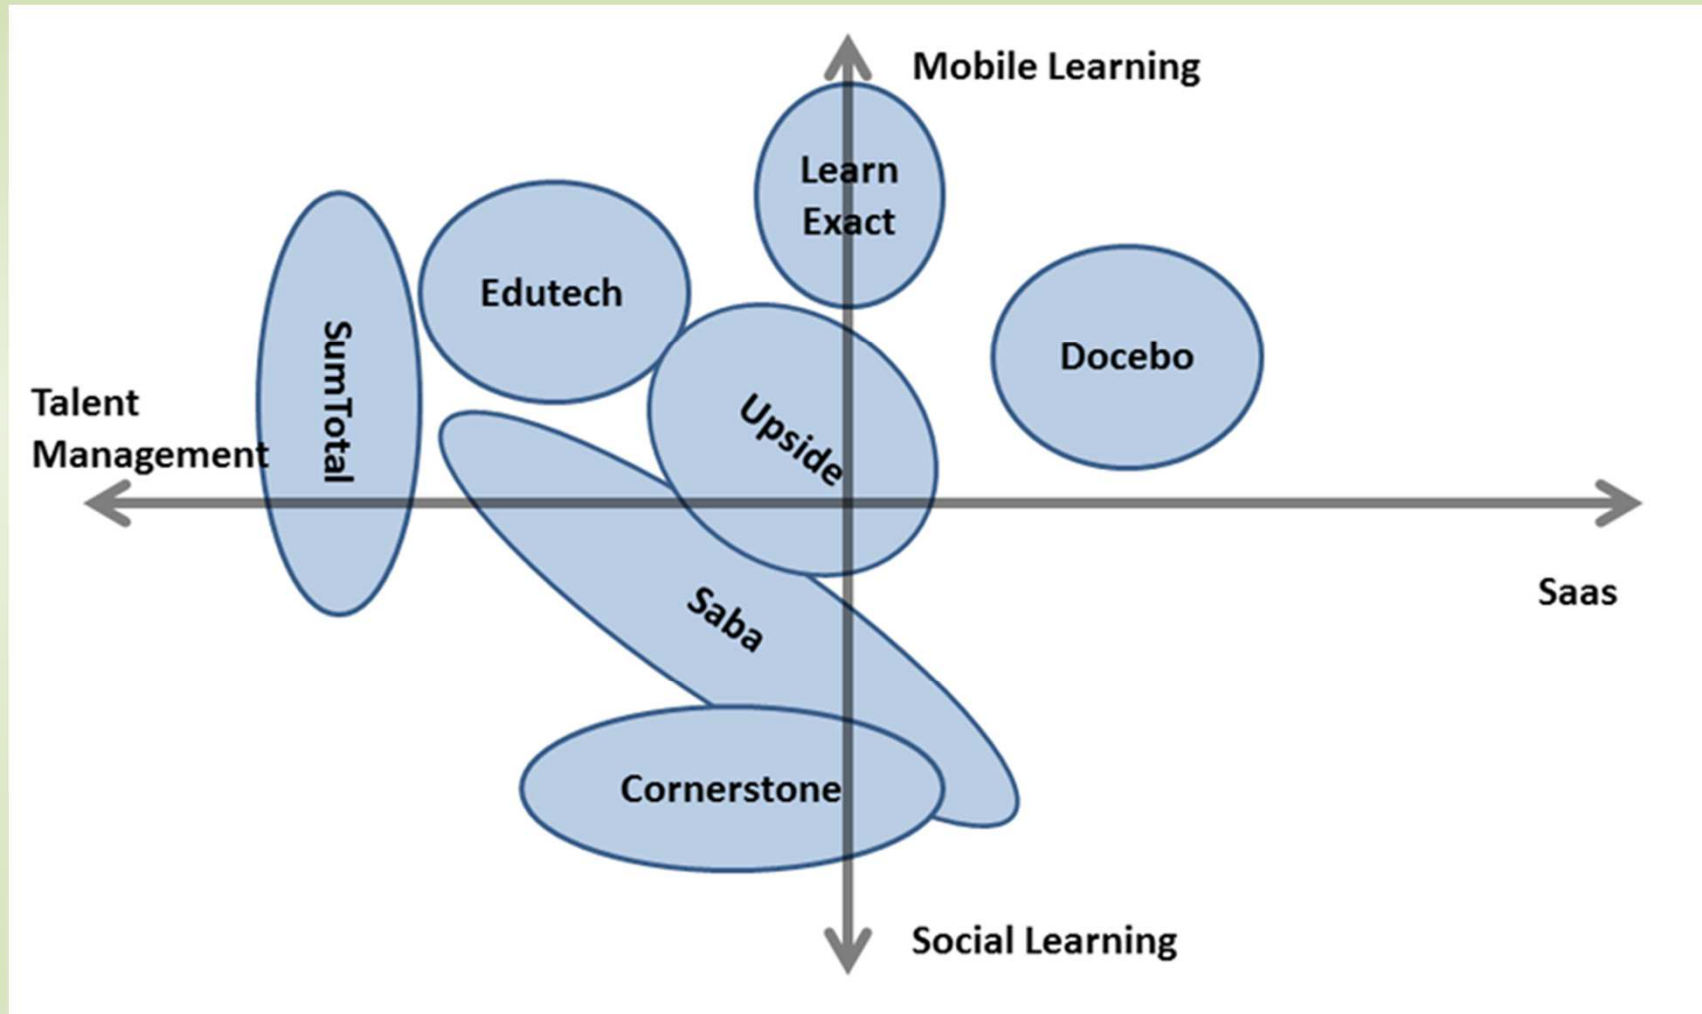 Mobile Learning
Learn
Exact
Edutech
Docebo
SumTotal
Talent
Management
Upside
Saas
Saba
Cornerstone
Social Learning